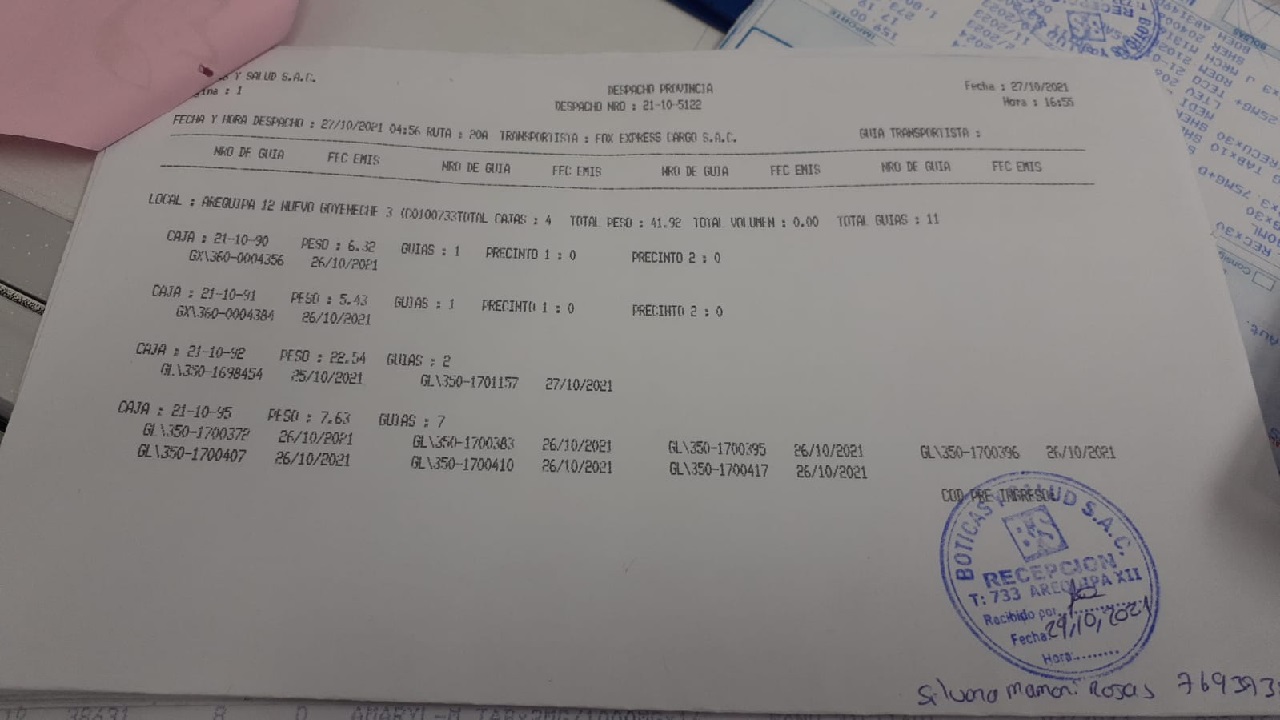 Y SALUD S.A.C.
gina : 1
DESPACHO PROVINCIA
DESPACHO NRO : 21-10-5122
Fecha : 27/10/2021
Hora : 16:55
FECHA Y HORA DESPACHO : 27/10/2021 04:56 RUTA : 20A TRANSPORTISTA : FOX EXPRESS CARGO S.A.C. GUIA TRANSPORTISTA :
NRO DE GUIA FEC EMIS NRO DE GUIA FEC EMIS NRO DE GUIA FEC EMIS NRO DE GUIA FEC EMIS
LOCAL : AREQUIPA 12 NUEVO GOYENECHE 3 (C0100733TOTAL CAJAS : 4 TOTAL PESO : 41.92 TOTAL VOLUMEN : 0.00 TOTAL GUIAS : 11
CAJA : 21-10-90 PESO : 6.32 GUIAS : 1 PRECINTO 1 : 0 PRECINTO 2 : 0
GX\360-0004356 26/10/2021
CAJA : 21-10-91 PESO : 5.43 GUIAS : 1 PRECINTO 1 : 0 PRECINTO 2 : 0
GX\360-0004384 26/10/2021
CAJA : 21-10-92 PESO : 22.54 GUIAS : 2
GL\350-1698454 25/10/2021 GL\350-1701157 27/10/2021
CAJA : 21-10-95 PESO : 7.63 GUIAS : 7
GL\350-1700372 26/10/2021 GL\350-1700383 26/10/2021 GL\350-1700395 26/10/2021 GL\350-1700396 26/10/2021
GL\350-1700407 26/10/2021 GL\350-1700410 26/10/2021 GL\350-1700417 26/10/2021
COD PRE INGRESO
BOTICAS Y SALUD S.A.C.
RECEPCION
T: 733 AREQUIPA XII
Recibido por
Fecha: 29/10/2021
Hora:
Silvana Mamani Rosas 769393